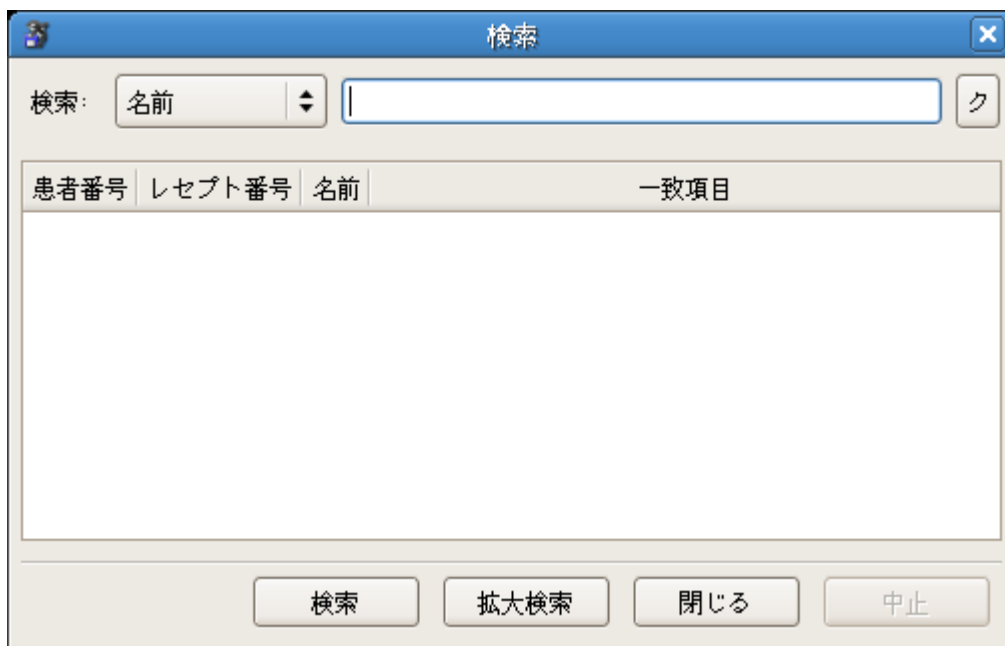 検索
検索: 名前 ク
患者番号 レセプト番号 名前 一致項目
検索 拡大検索 閉じる 中止